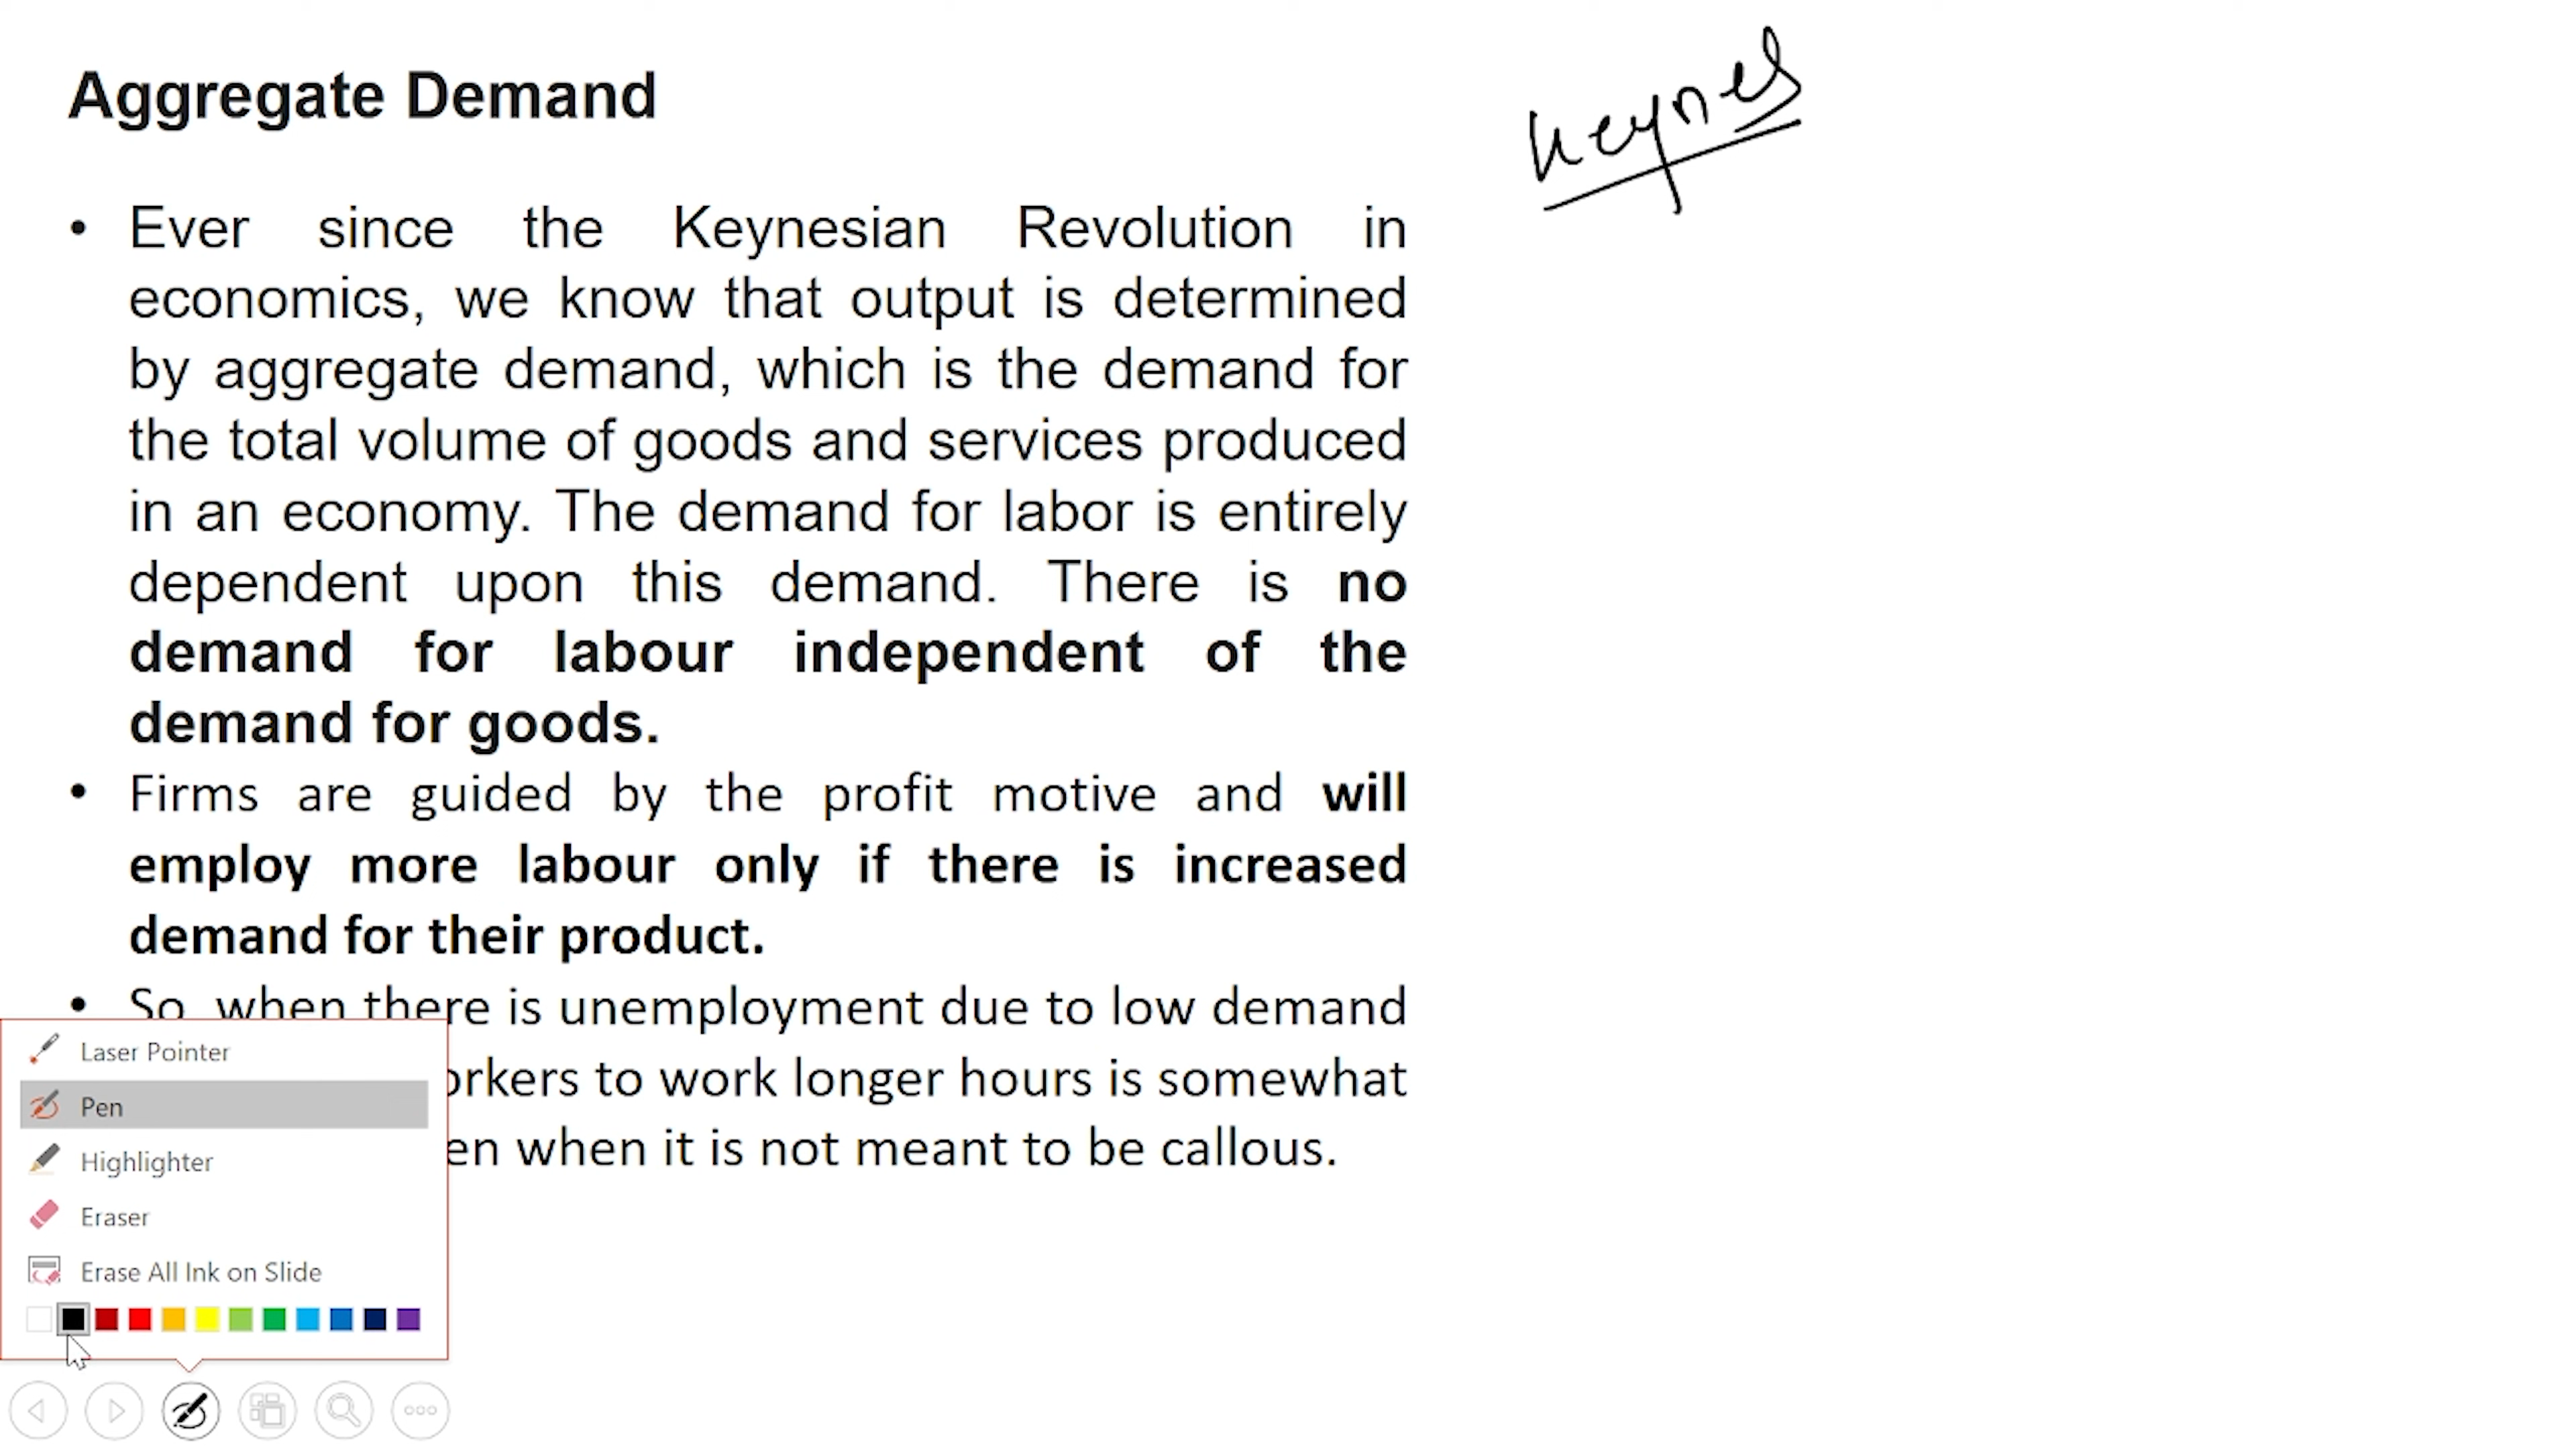 Aggregate Demand
Keynes
• Ever since the Keynesian Revolution in
economics, we know that output is determined
by aggregate demand, which is the demand for
the total volume of goods and services produced
in an economy. The demand for labor is entirely
dependent upon this demand. There is no
demand for labour independent of the
demand for goods.
• Firms are guided by the profit motive and will
employ more labour only if there is increased
demand for their product.
• So, when there is unemployment due to low demand
orkers to work longer hours is somewhat
en when it is not meant to be callous.
Laser Pointer
Pen
Highlighter
Eraser
Erase All Ink on Slide